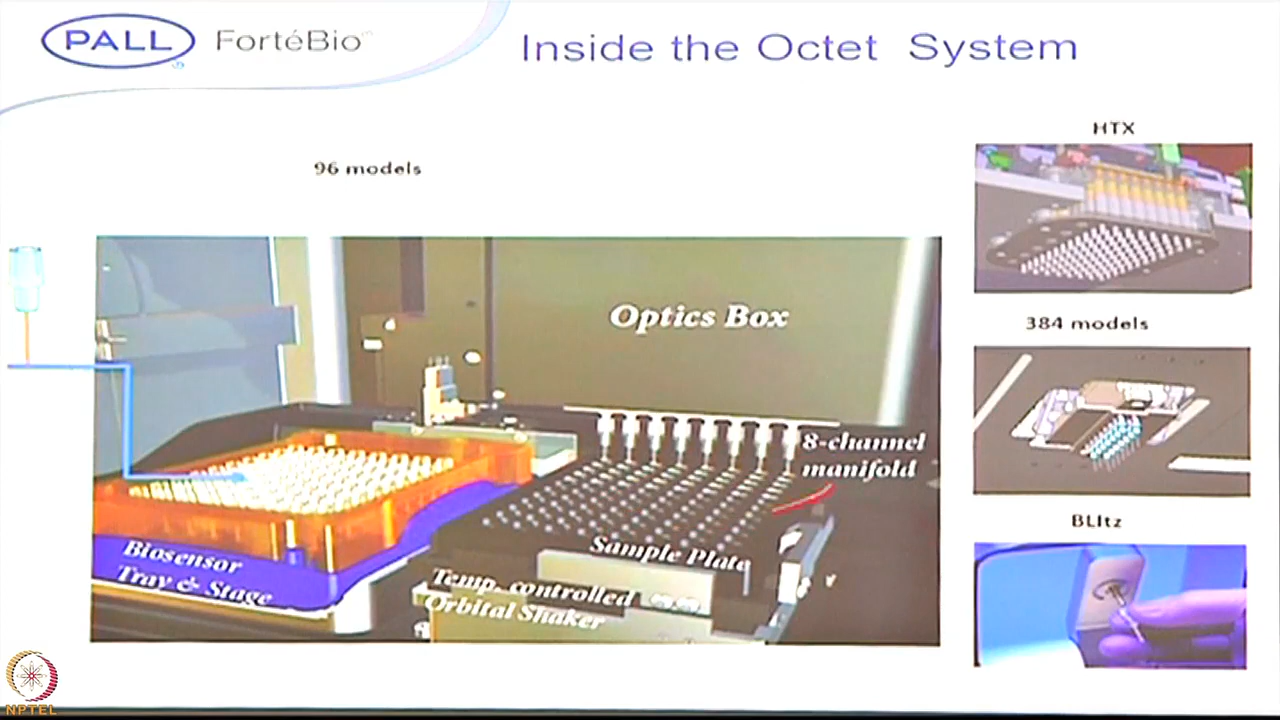 PALL FortéBio
Inside the Octet System
96 models
HTX
Optics Box
384 models
8-channel
manifold
BLItz
Sample Plate
Biosensor
Tray & Stage
Temp. controlled
Orbital Shaker
NPTEL